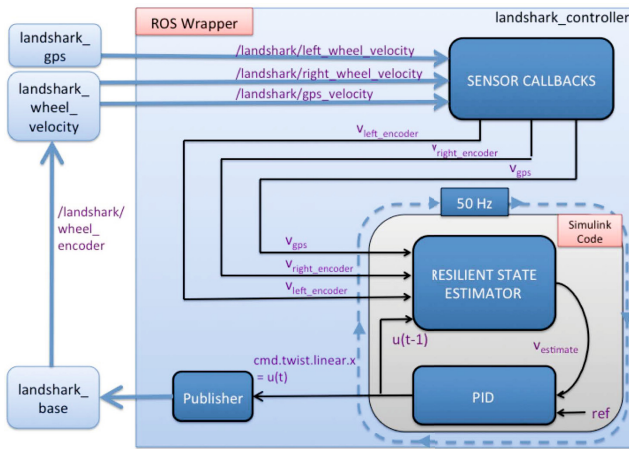 ROS Wrapper
landshark_controller
landshark_
gps
/landshark/left_wheel_velocity
/landshark/right_wheel_velocity
/landshark/gps_velocity
SENSOR CALLBACKS
landshark_
wheel_
velocity
v_left_encoder
v_right_encoder
v_gps
/landshark/
wheel_
encoder
50 Hz
Simulink
Code
v_gps
v_right_encoder
v_left_encoder
RESILIENT STATE
ESTIMATOR
u(t-1)
v_estimate
cmd.twist.linear.x
= u(t)
landshark_
base
Publisher
PID
ref